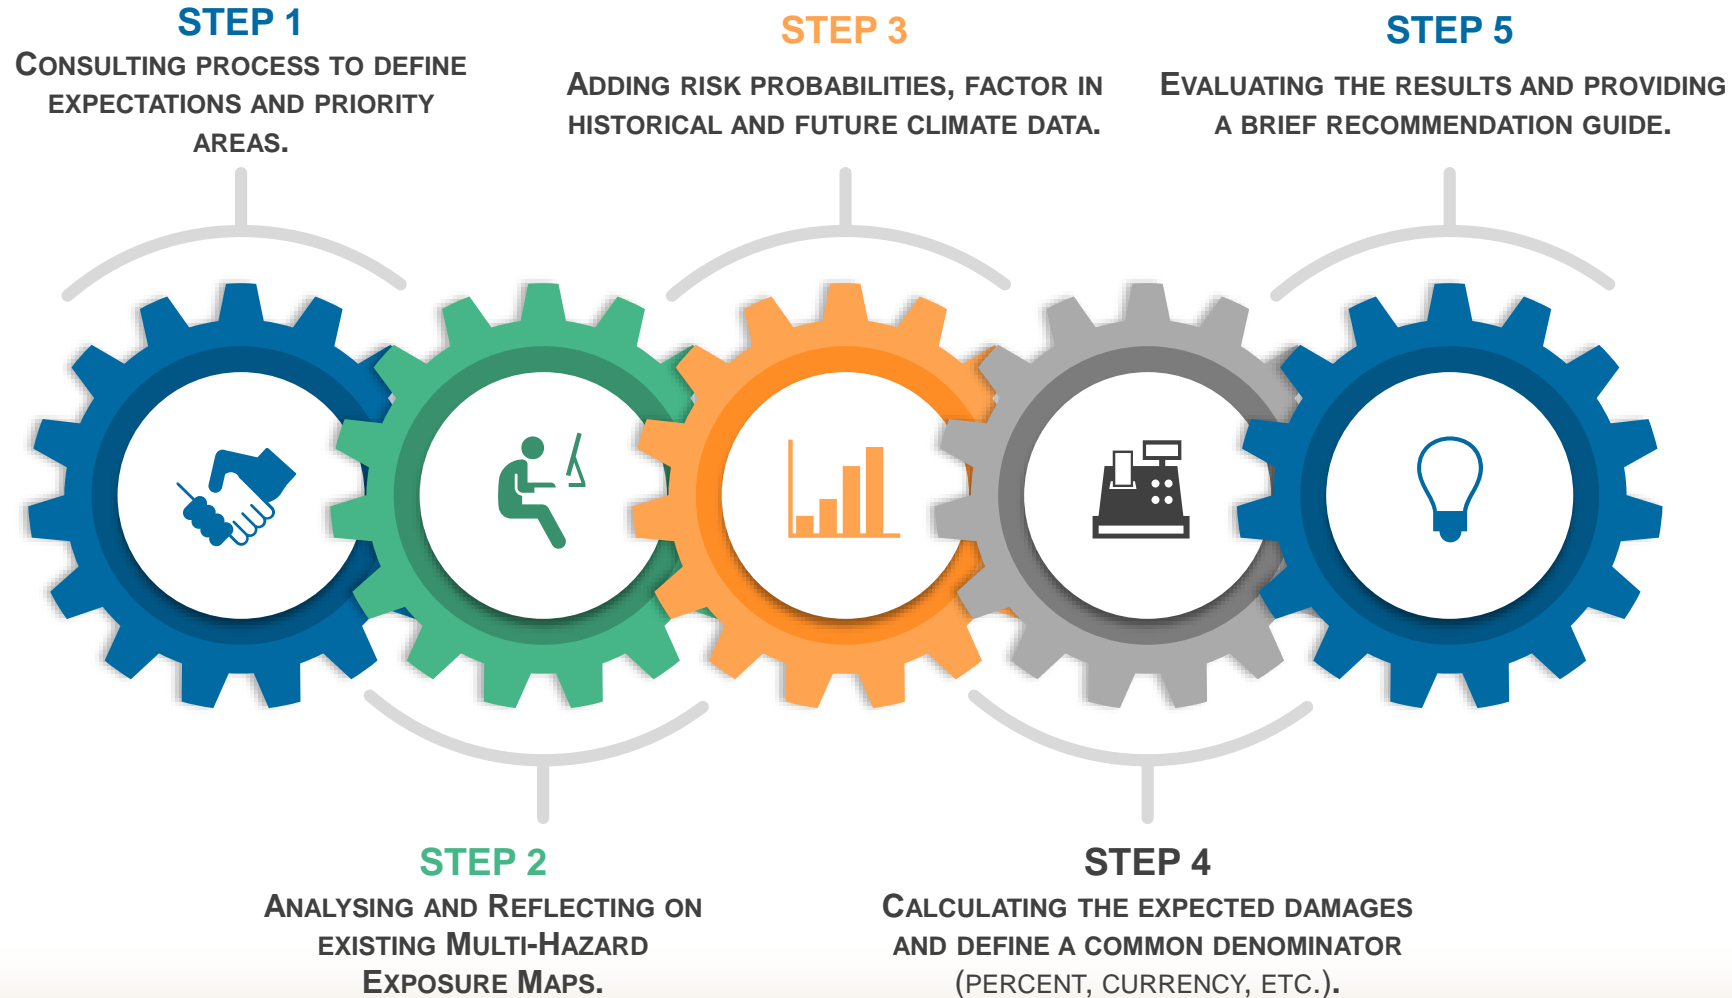 STEP 1
CONSULTING PROCESS TO DEFINE
EXPECTATIONS AND PRIORITY
AREAS.
STEP 3
ADDING RISK PROBABILITIES, FACTOR IN
HISTORICAL AND FUTURE CLIMATE DATA.
STEP 5
EVALUATING THE RESULTS AND PROVIDING
A BRIEF RECOMMENDATION GUIDE.
STEP 2
ANALYSING AND REFLECTING ON
EXISTING MULTI-HAZARD
EXPOSURE MAPS.
STEP 4
CALCULATING THE EXPECTED DAMAGES
AND DEFINE A COMMON DENOMINATOR
(PERCENT, CURRENCY, ETC.).